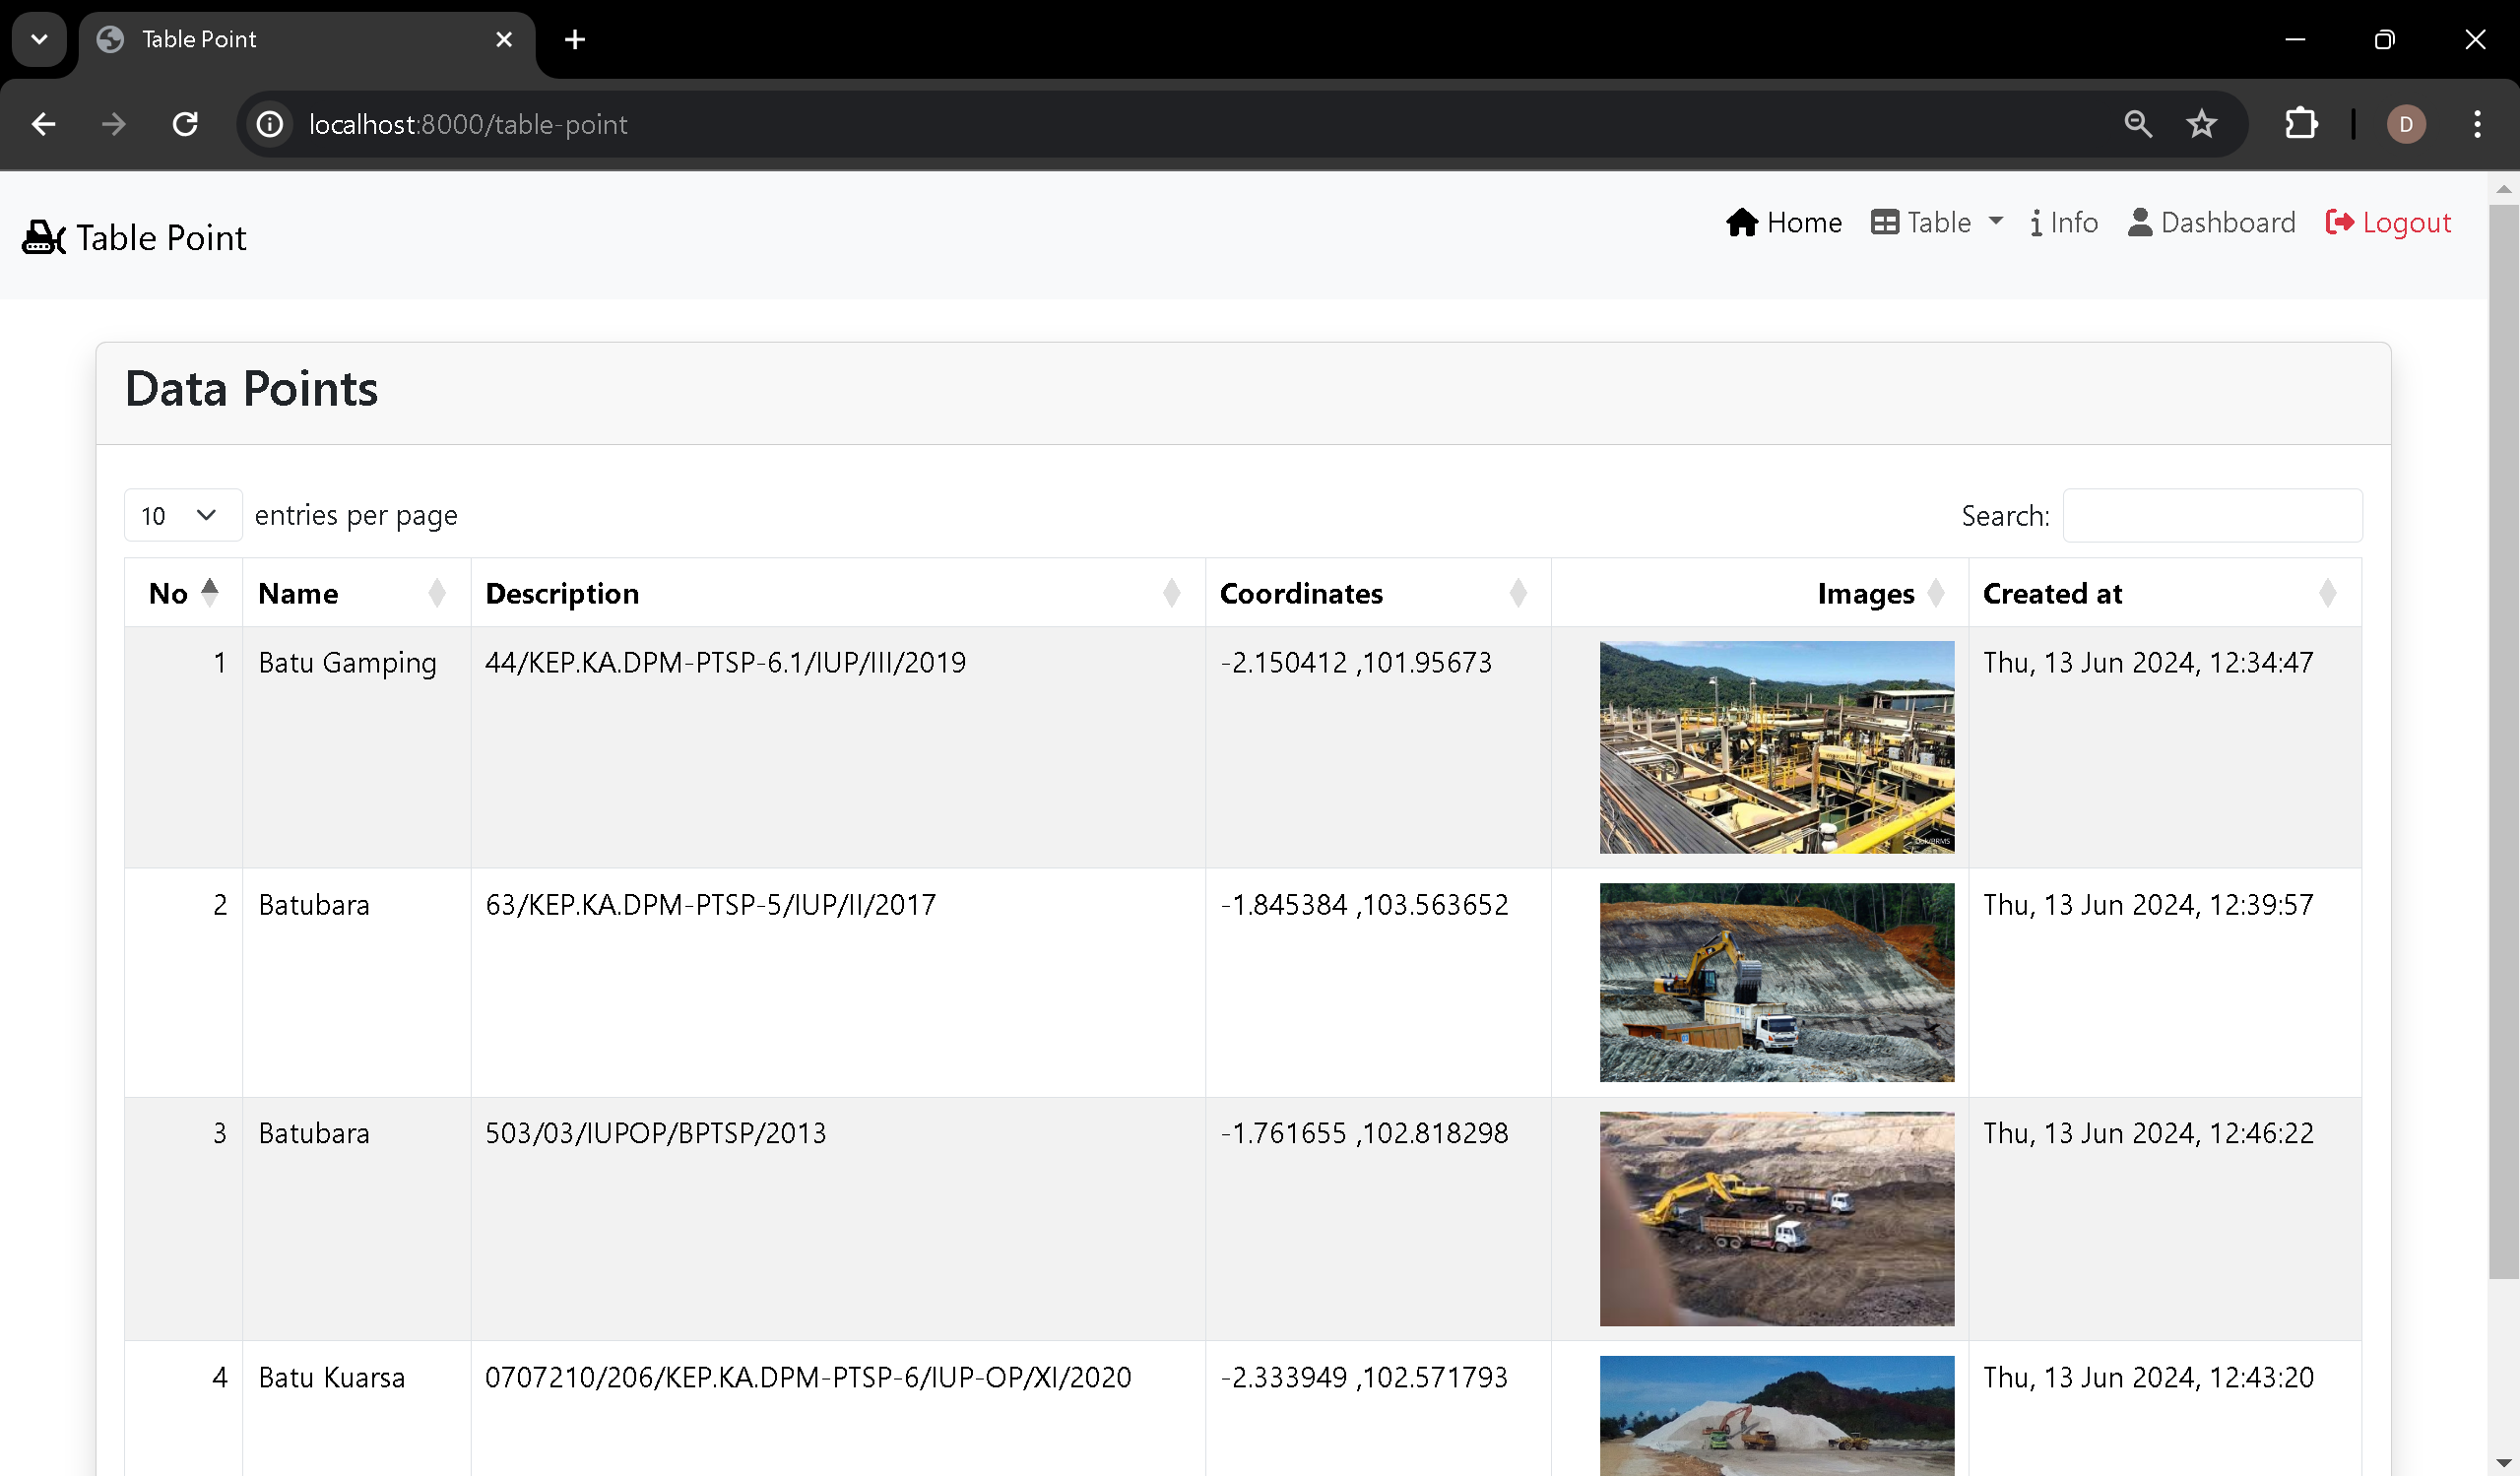 Table Point
localhost:8000/table-point
D
Table Point
Home Table Info Dashboard Logout
Data Points
10 entries per page Search:
No Name Description Coordinates Images Created at
1 Batu Gamping 44/KEP.KA.DPM-PTSP-6.1/IUP/III/2019 -2.150412 ,101.95673 Thu, 13 Jun 2024, 12:34:47
2 Batubara 63/KEP.KA.DPM-PTSP-5/IUP/II/2017 -1.845384 ,103.563652 Thu, 13 Jun 2024, 12:39:57
3 Batubara 503/03/IUPOP/BPTSP/2013 -1.761655 ,102.818298 Thu, 13 Jun 2024, 12:46:22
4 Batu Kuarsa 0707210/206/KEP.KA.DPM-PTSP-6/IUP-OP/XI/2020 -2.333949 ,102.571793 Thu, 13 Jun 2024, 12:43:20